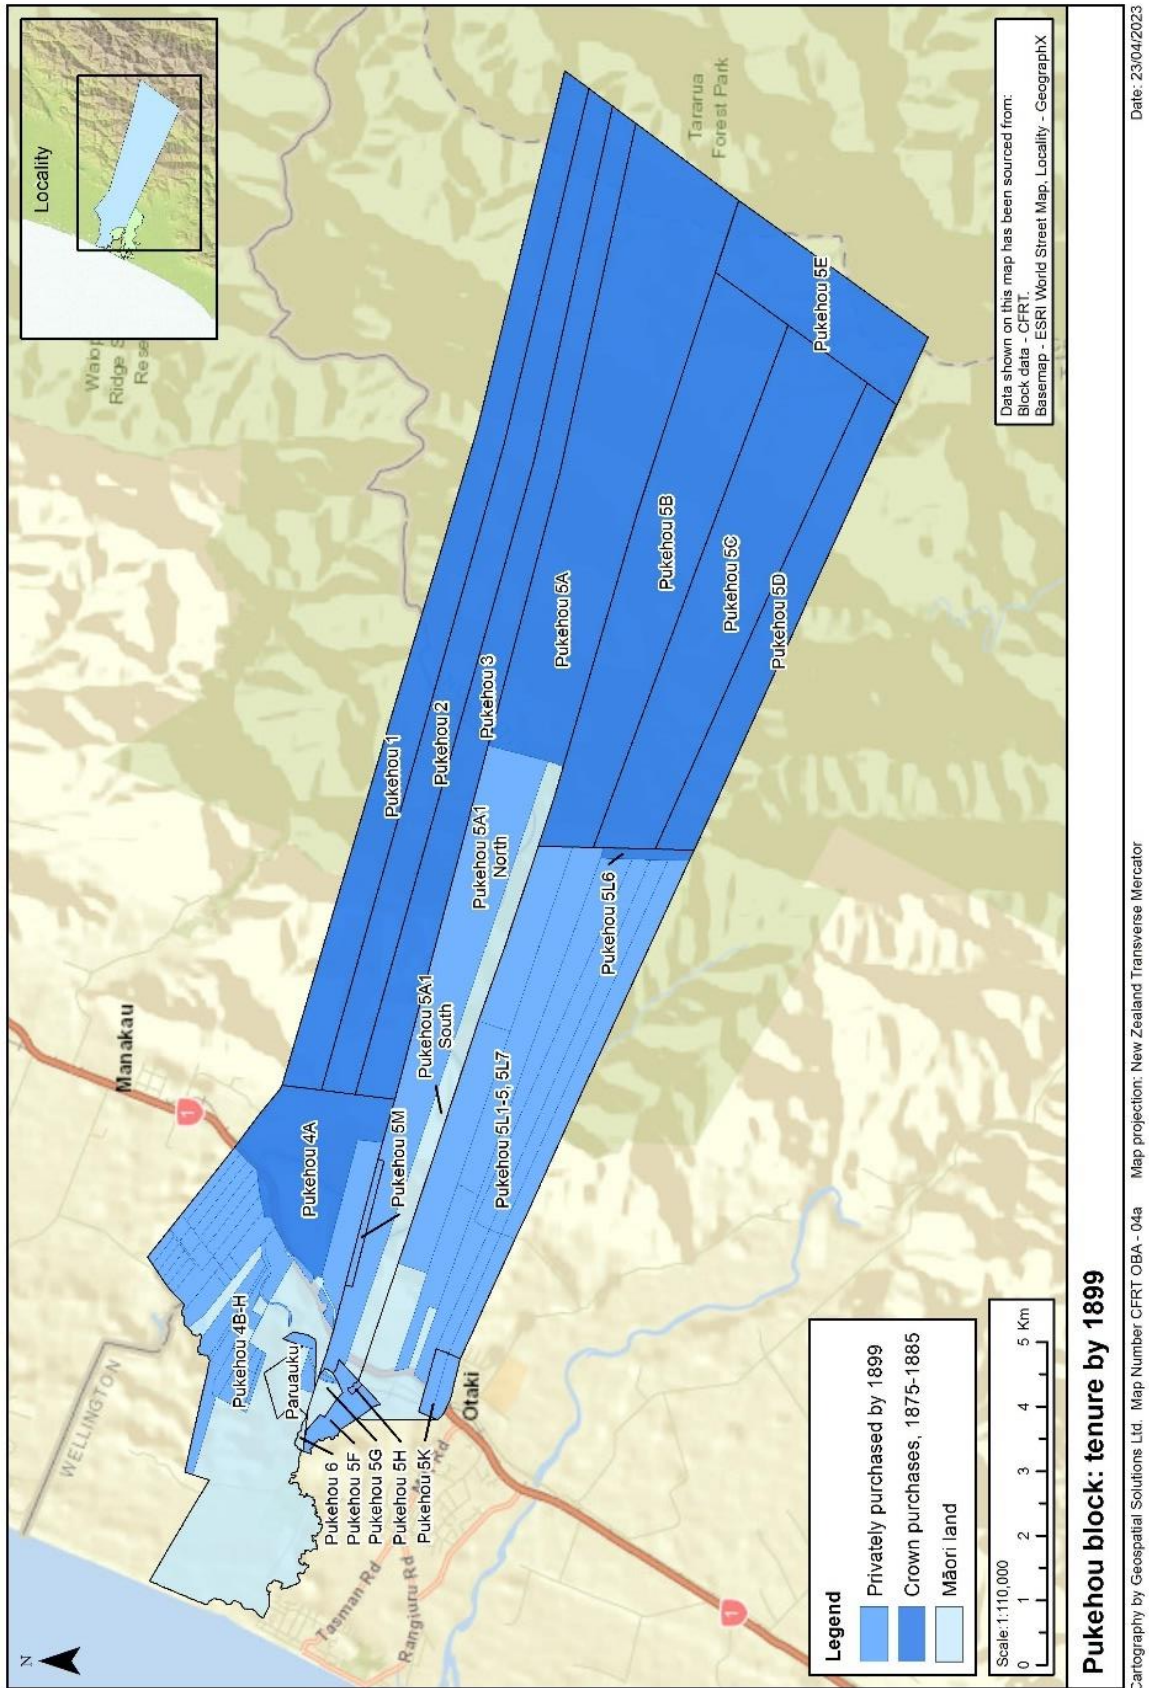 N
WELLINGTON
Manakau
1
Locality
Waiop
Ridge S
Rese
Tararua
Forest Park
Pukehou 4B-H
Pukehou 4A
Pukehou 1
Pukehou 2
Pukehou 3
Paruauku
Pukehou 6
Pukehou 5F
Pukehou 5G
Pukehou 5H
Pukehou 5K
Pukehou 5M
Pukehou 5A1
South
Pukehou 5A1
North
Pukehou 5A
Pukehou 5B
Pukehou 5C
Pukehou 5D
Pukehou 5E
Pukehou 5L1-5, 5L7
Pukehou 5L6
Otaki
Tasman Rd
Rangiuru Rd
Rd
1
Legend
Privately purchased by 1899
Crown purchases, 1875-1885
Māori land
Scale:1:110,000
0 1 2 3 4 5 Km
Data shown on this map has been sourced from:
Block data - CFRT.
Basemap - ESRI World Street Map, Locality - GeographX
Pukehou block: tenure by 1899
Cartography by Geospatial Solutions Ltd. Map Number CFRT OBA - 04a Map projection: New Zealand Transverse Mercator Date: 23/04/2023